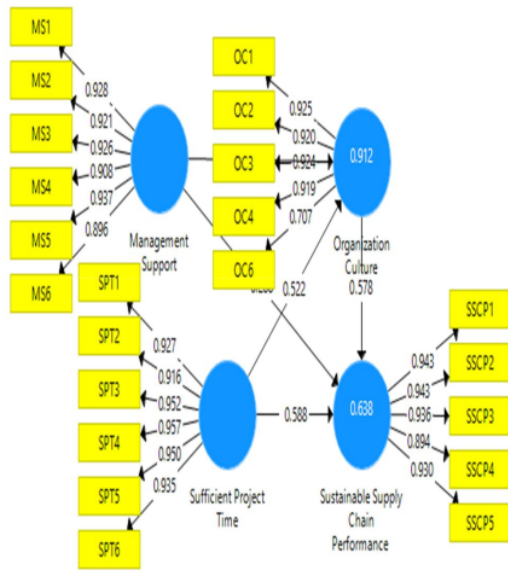 MS1
MS2
MS3
MS4
MS5
MS6
0.928
0.921
0.926
0.908
0.937
0.896
Management
Support
OC1
OC2
OC3
OC4
OC6
0.925
0.920
0.924
0.919
0.707
0.912
Organization
Culture
0.522
0.578
SPT1
SPT2
SPT3
SPT4
SPT5
SPT6
0.927
0.916
0.952
0.957
0.950
0.935
Sufficient Project
Time
0.588
0.638
Sustainable Supply
Chain
Performance
0.943
0.943
0.936
0.894
0.930
SSCP1
SSCP2
SSCP3
SSCP4
SSCP5